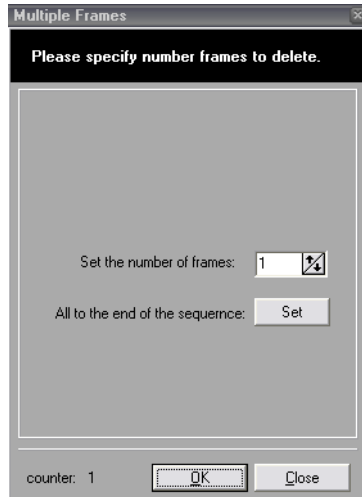 Multiple Frames
Please specify number frames to delete.
Set the number of frames: 1
All to the end of the sequernce: Set
counter: 1 OK Close